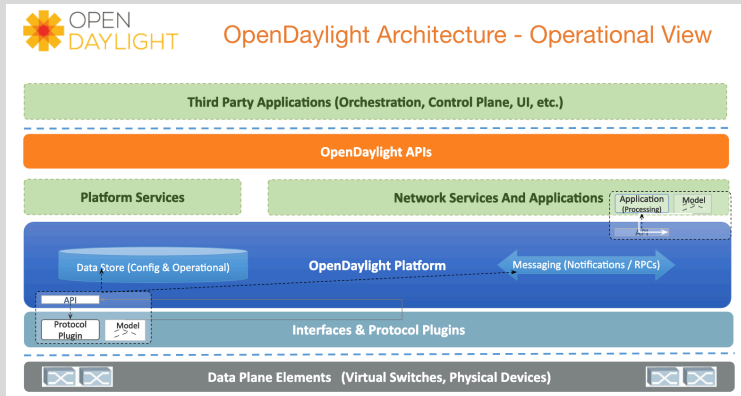 OPEN
DAYLIGHT
OpenDaylight Architecture - Operational View
Third Party Applications (Orchestration, Control Plane, UI, etc.)
OpenDaylight APIs
Platform Services
Network Services And Applications
Application
(Processing)
Model
API
Data Store (Config & Operational)
OpenDaylight Platform
Messaging (Notifications / RPCs)
API
Protocol
Plugin
Model
Interfaces & Protocol Plugins
Data Plane Elements (Virtual Switches, Physical Devices)